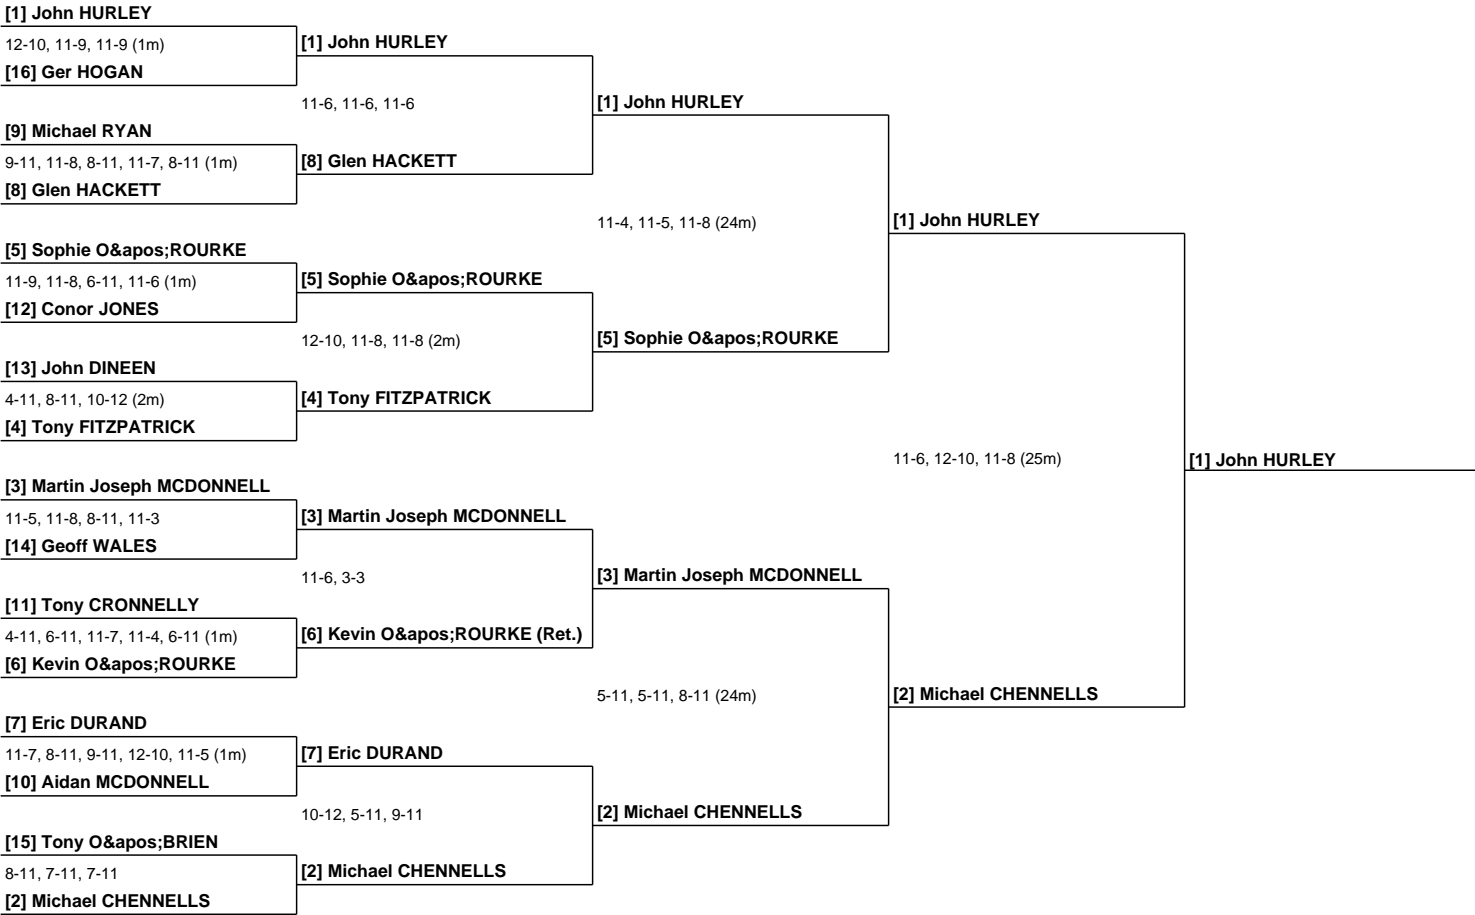 [1] John HURLEY
12-10, 11-9, 11-9 (1m)
[16] Ger HOGAN
[9] Michael RYAN
9-11, 11-8, 8-11, 11-7, 8-11 (1m)
[8] Glen HACKETT
[5] Sophie O&apos;ROURKE
11-9, 11-8, 6-11, 11-6 (1m)
[12] Conor JONES
[13] John DINEEN
4-11, 8-11, 10-12 (2m)
[4] Tony FITZPATRICK
[3] Martin Joseph MCDONNELL
11-5, 11-8, 8-11, 11-3
[14] Geoff WALES
[11] Tony CRONNELLY
4-11, 6-11, 11-7, 11-4, 6-11 (1m)
[6] Kevin O&apos;ROURKE
[7] Eric DURAND
11-7, 8-11, 9-11, 12-10, 11-5 (1m)
[10] Aidan MCDONNELL
[15] Tony O&apos;BRIEN
8-11, 7-11, 7-11
[2] Michael CHENNELLS
[1] John HURLEY
11-6, 11-6, 11-6
[8] Glen HACKETT
[5] Sophie O&apos;ROURKE
12-10, 11-8, 11-8 (2m)
[4] Tony FITZPATRICK
[3] Martin Joseph MCDONNELL
11-6, 3-3
[6] Kevin O&apos;ROURKE (Ret.)
[7] Eric DURAND
10-12, 5-11, 9-11
[2] Michael CHENNELLS
[1] John HURLEY
11-4, 11-5, 11-8 (24m)
[5] Sophie O&apos;ROURKE
[3] Martin Joseph MCDONNELL
5-11, 5-11, 8-11 (24m)
[2] Michael CHENNELLS
[1] John HURLEY
11-6, 12-10, 11-8 (25m)
[2] Michael CHENNELLS
[1] John HURLEY